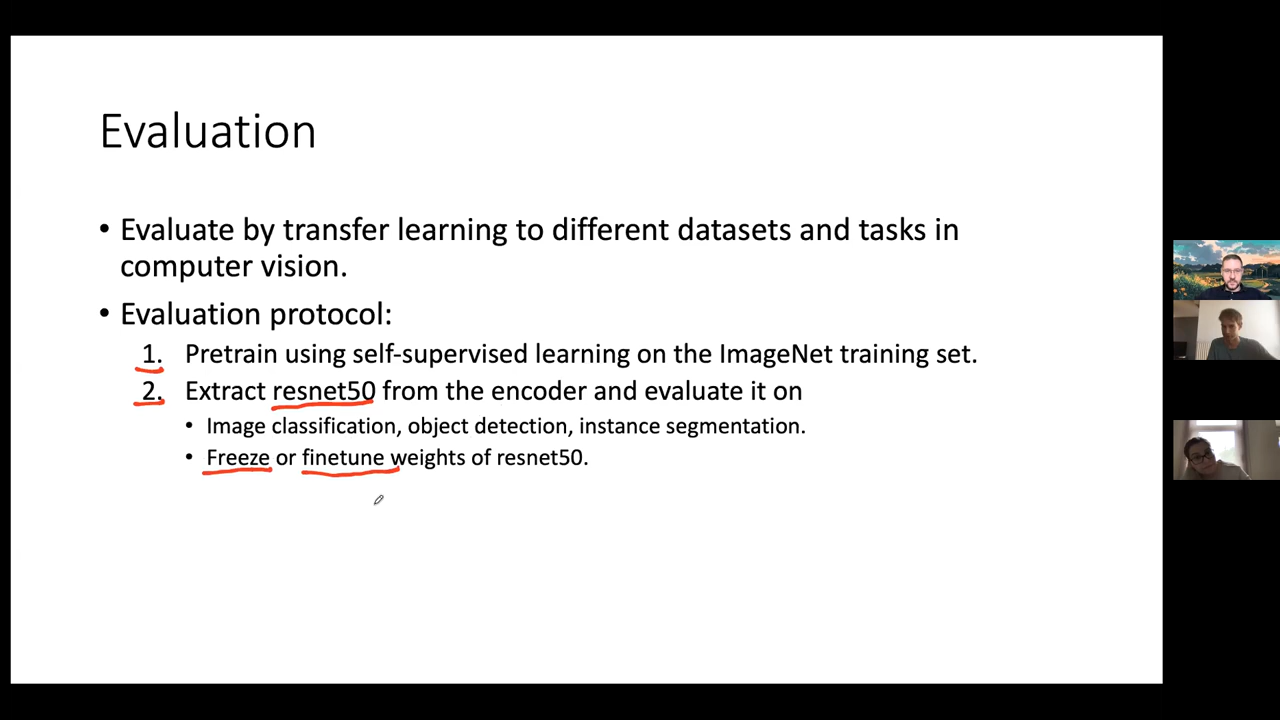 Evaluation
• Evaluate by transfer learning to different datasets and tasks in
computer vision.
• Evaluation protocol:
1. Pretrain using self-supervised learning on the ImageNet training set.
2. Extract resnet50 from the encoder and evaluate it on
• Image classification, object detection, instance segmentation.
• Freeze or finetune weights of resnet50.